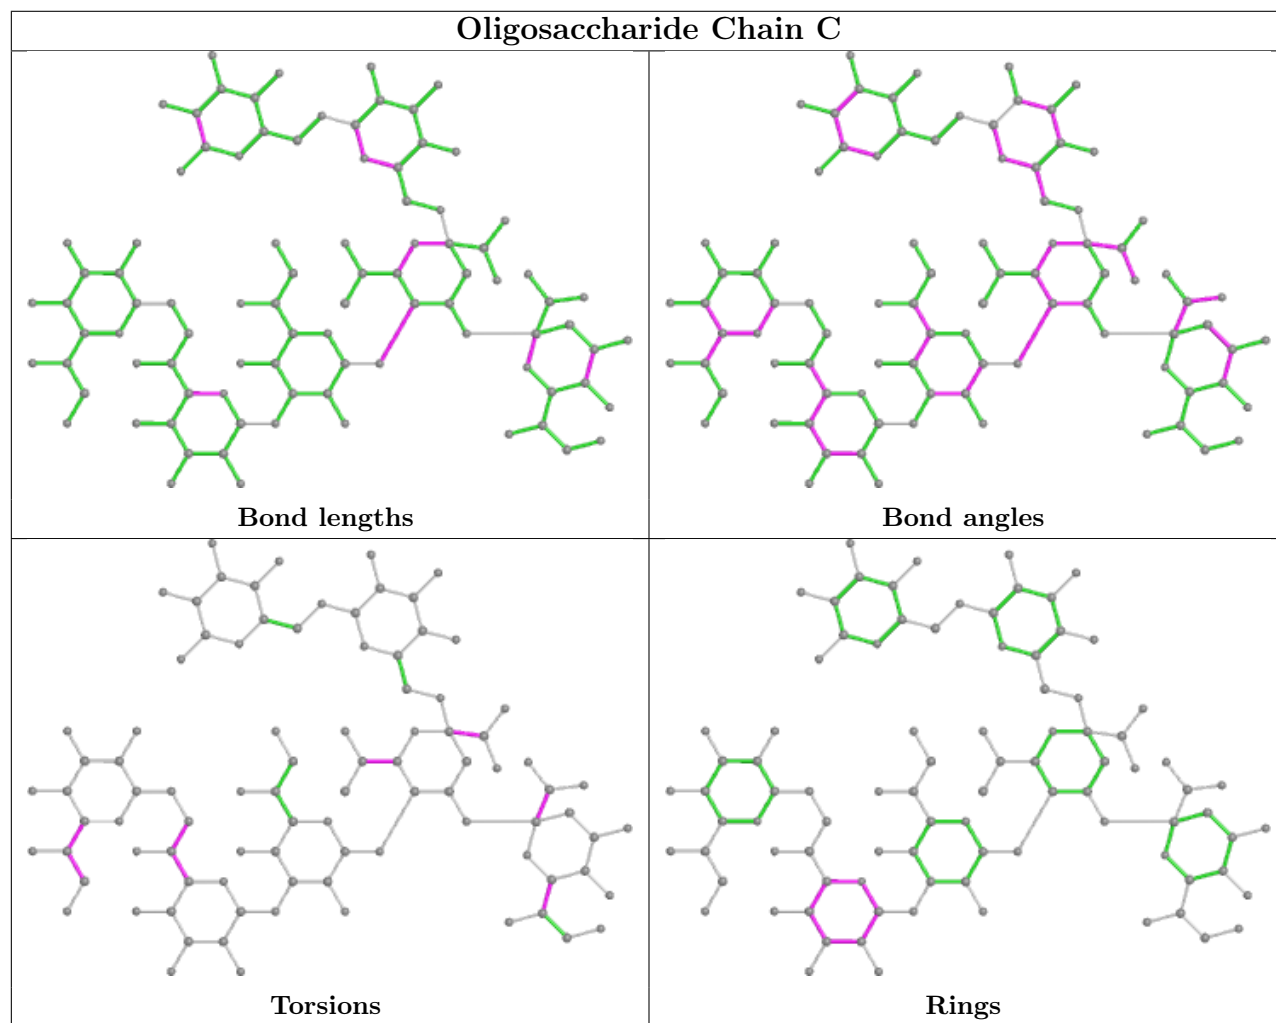 Oligosaccharide Chain C
Bond lengths
Bond angles
Torsions
Rings